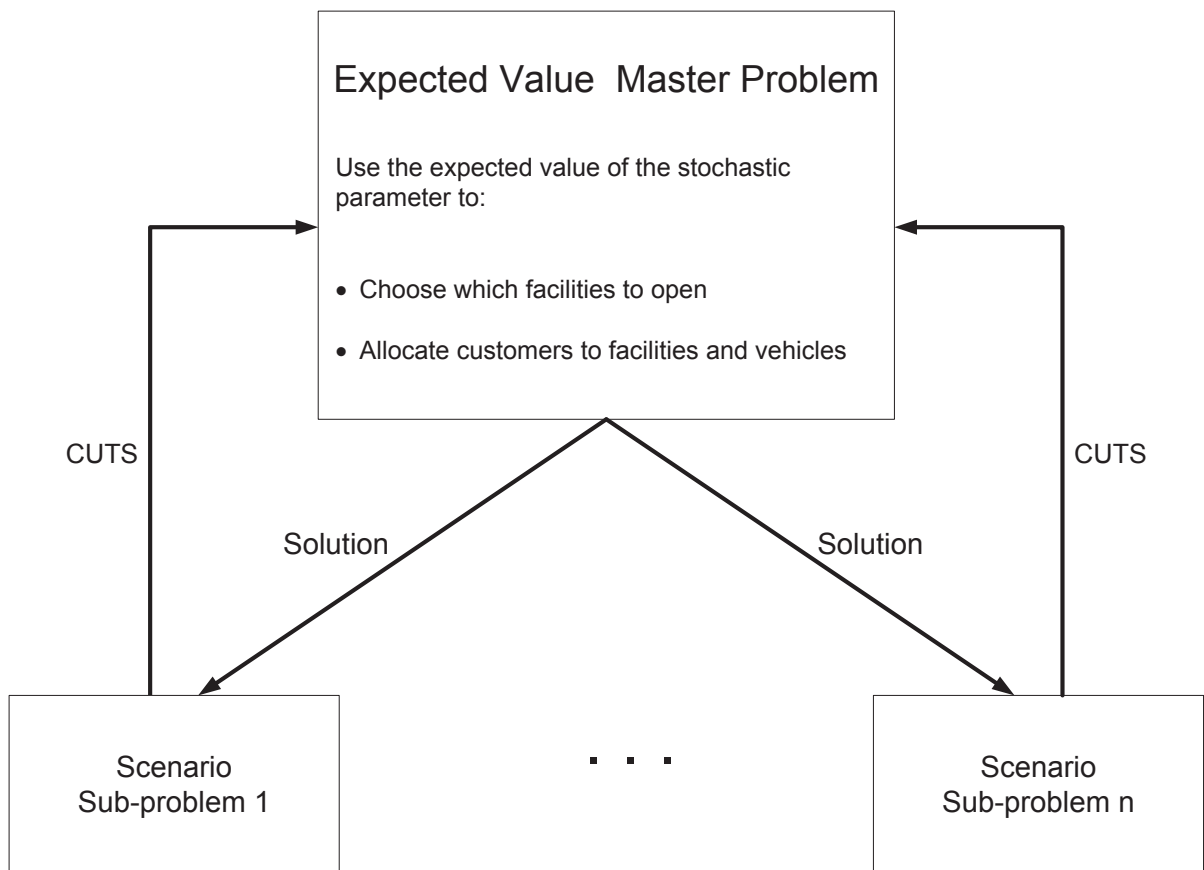 Expected Value  Master Problem
Use the expected value of the stochastic
parameter to:
• Choose which facilities to open
• Allocate customers to facilities and vehicles
CUTS
CUTS
Solution
Solution
Scenario
Sub-problem 1
. . .
Scenario
Sub-problem n